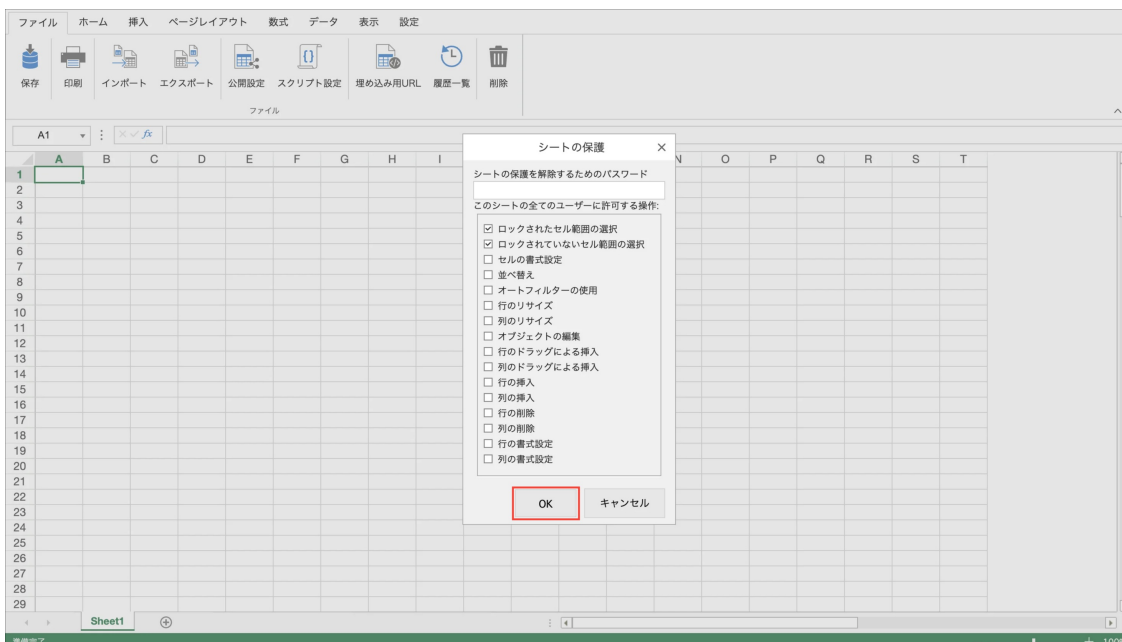 ファイル ホーム 挿入 ページレイアウト 数式 データ 表示 設定
保存 印刷 インポート エクスポート 公開設定 スクリプト設定 埋め込み用URL 履歴一覧 削除
ファイル
A1 fx
A B C D E F G H I N O P Q R S T
1
2
3
4
5
6
7
8
9
10
11
12
13
14
15
16
17
18
19
20
21
22
23
24
25
26
27
28
29
シートの保護
シートの保護を解除するためのパスワード
このシートの全てのユーザーに許可する操作:
ロックされたセル範囲の選択
ロックされていないセル範囲の選択
セルの書式設定
並べ替え
オートフィルターの使用
行のリサイズ
列のリサイズ
オブジェクトの編集
行のドラッグによる挿入
列のドラッグによる挿入
行の挿入
列の挿入
行の削除
列の削除
行の書式設定
列の書式設定
OK キャンセル
Sheet1